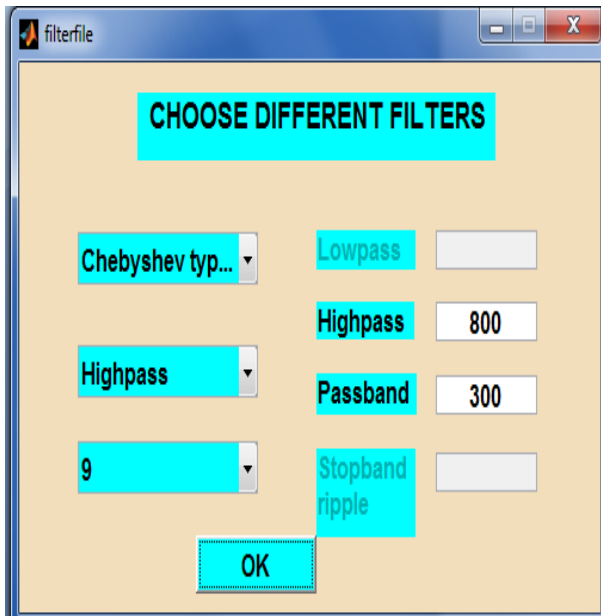 filterfile
CHOOSE DIFFERENT FILTERS
Chebyshev typ...
Lowpass
Highpass
800
Highpass
Passband
300
9
Stopband
ripple
OK